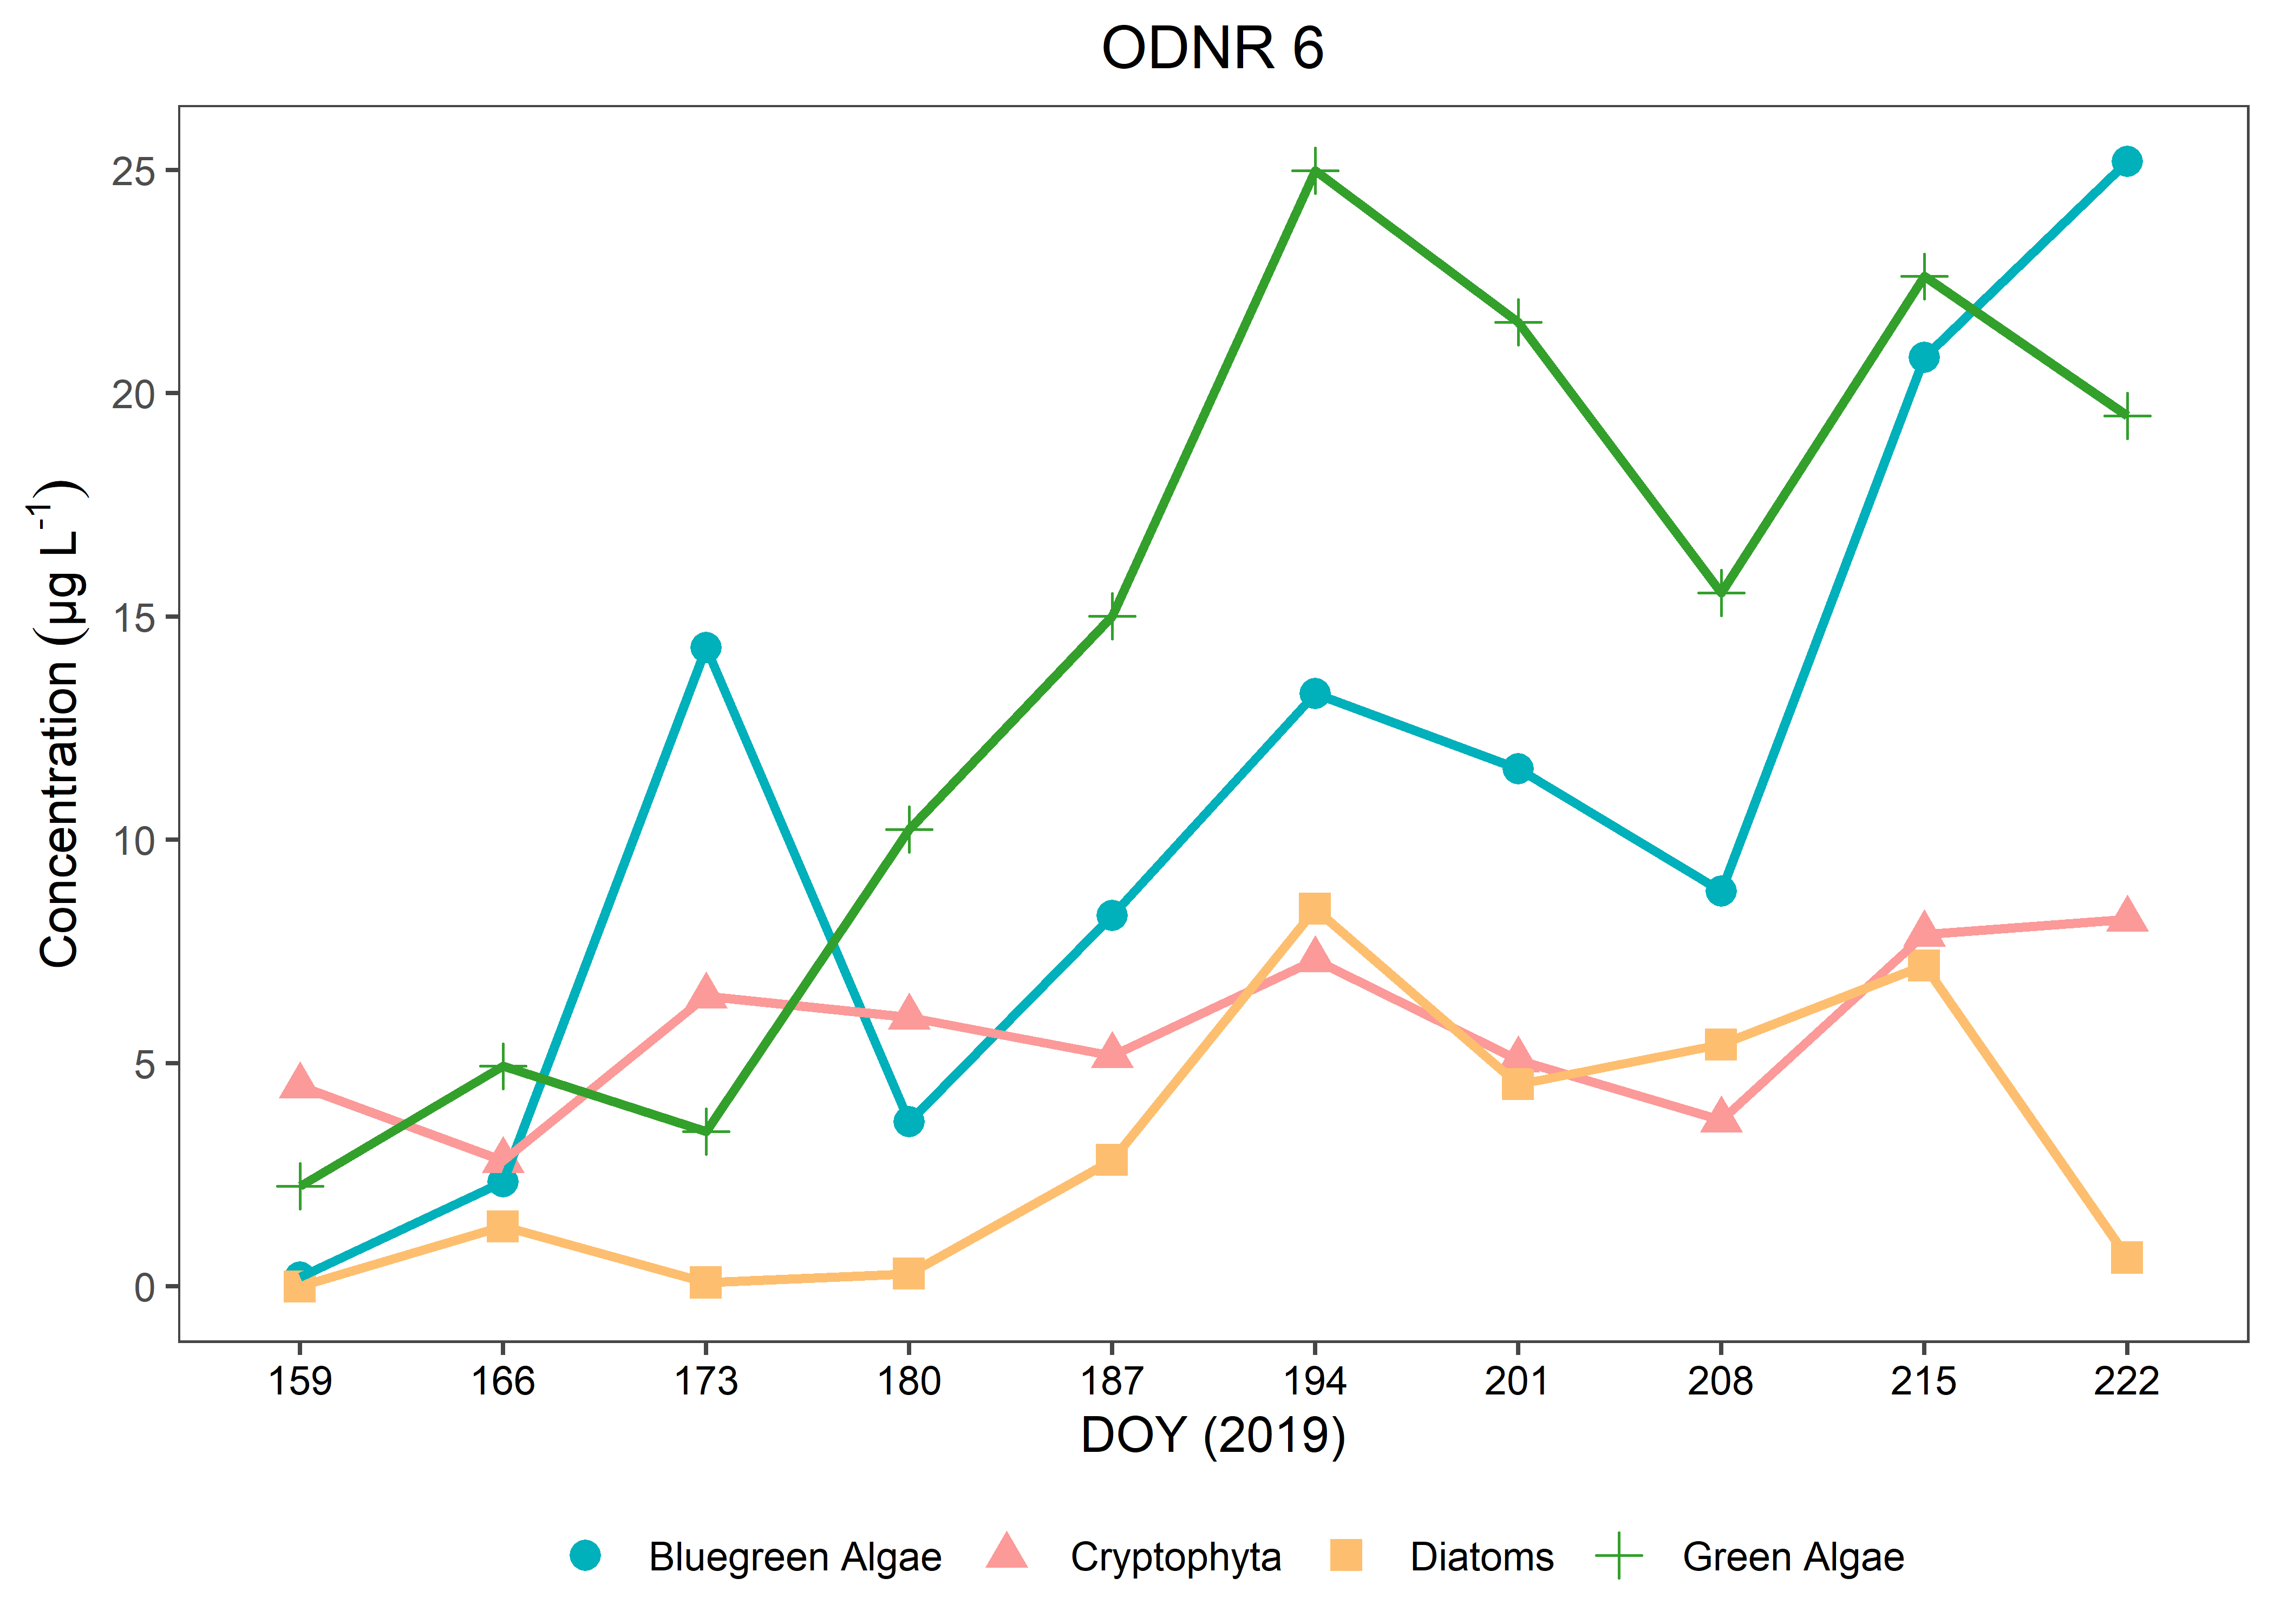 ODNR 6
Concentration (µg L⁻¹)
25
20
15
10
5
0
159 166 173 180 187 194 201 208 215 222
DOY (2019)
Bluegreen Algae Cryptophyta Diatoms Green Algae